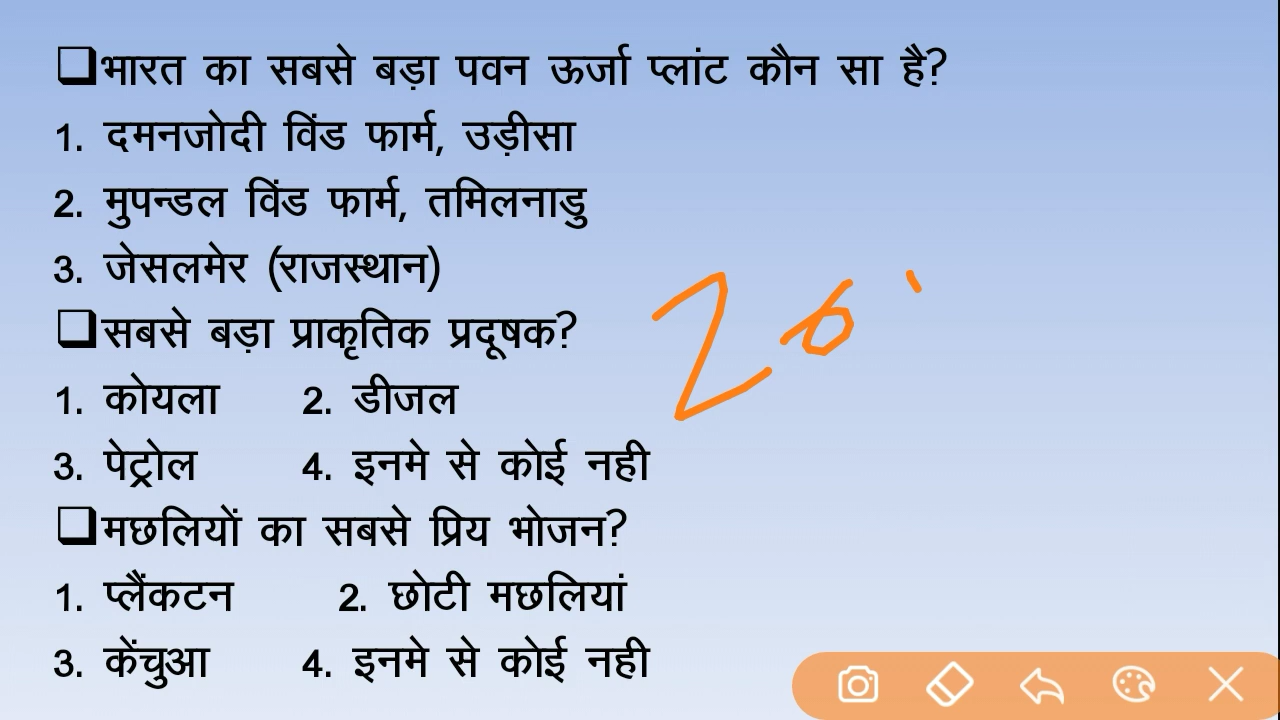 भारत का सबसे बड़ा पवन ऊर्जा प्लांट कौन सा है?
1. दमनजोदी विंड फार्म, उड़ीसा
2. मुपन्डल विंड फार्म, तमिलनाडु
3. जेसलमेर (राजस्थान)
सबसे बड़ा प्राकृतिक प्रदूषक?
1. कोयला 2. डीजल
3. पेट्रोल 4. इनमे से कोई नही
मछलियों का सबसे प्रिय भोजन?
1. प्लैंकटन 2. छोटी मछलियां
3. केंचुआ 4. इनमे से कोई नही